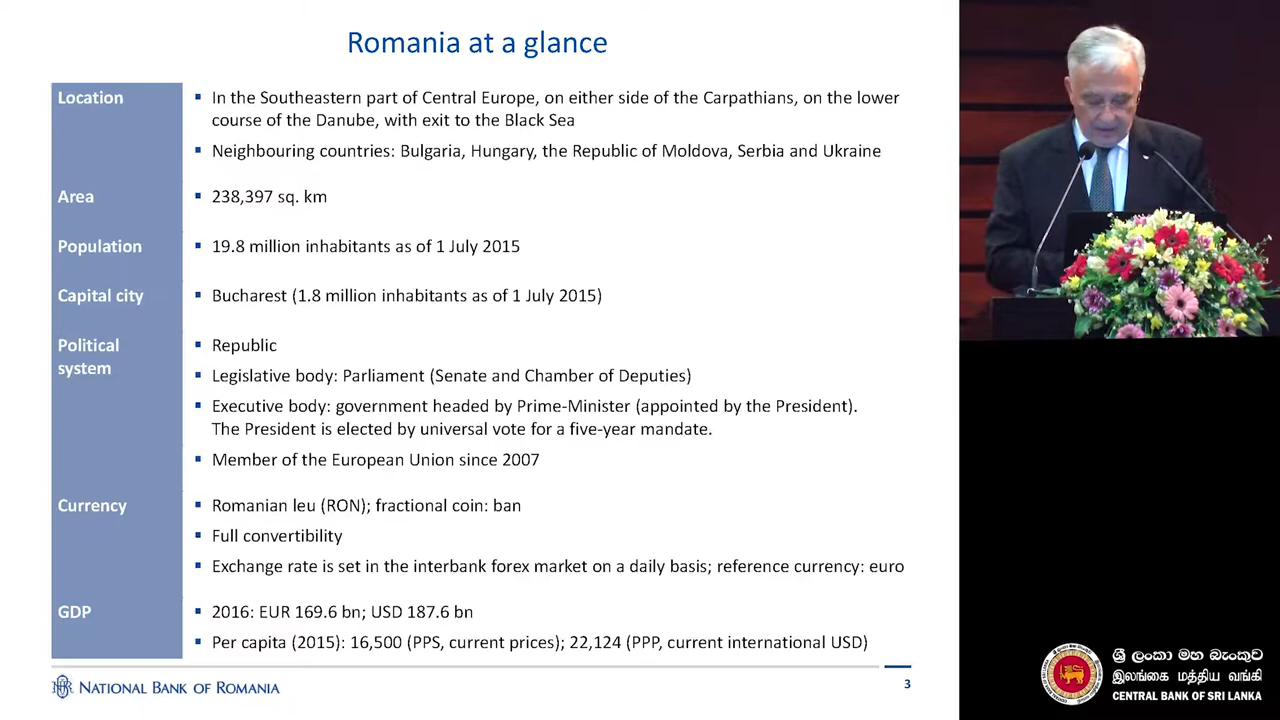 Romania at a glance
Location
▪ In the Southeastern part of Central Europe, on either side of the Carpathians, on the lower
course of the Danube, with exit to the Black Sea
▪ Neighbouring countries: Bulgaria, Hungary, the Republic of Moldova, Serbia and Ukraine
Area
▪ 238,397 sq. km
Population
▪ 19.8 million inhabitants as of 1 July 2015
Capital city
▪ Bucharest (1.8 million inhabitants as of 1 July 2015)
Political
system
▪ Republic
▪ Legislative body: Parliament (Senate and Chamber of Deputies)
▪ Executive body: government headed by Prime-Minister (appointed by the President).
The President is elected by universal vote for a five-year mandate.
▪ Member of the European Union since 2007
Currency
▪ Romanian leu (RON); fractional coin: ban
▪ Full convertibility
▪ Exchange rate is set in the interbank forex market on a daily basis; reference currency: euro
GDP
▪ 2016: EUR 169.6 bn; USD 187.6 bn
▪ Per capita (2015): 16,500 (PPS, current prices); 22,124 (PPP, current international USD)
NATIONAL BANK OF ROMANIA
3
ශ්‍රී ලංකා මහ බැංකුව
இலங்கை மத்திய வங்கி
CENTRAL BANK OF SRI LANKA